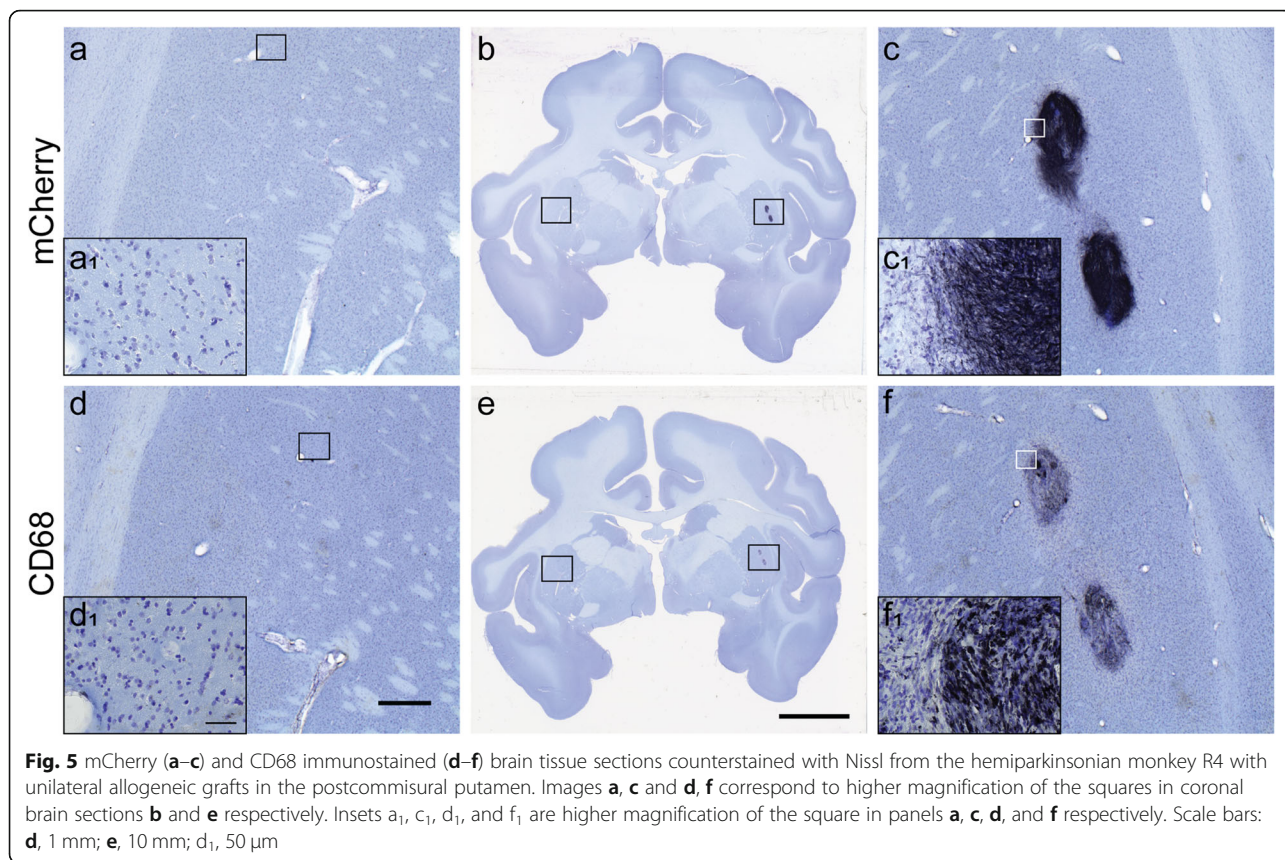 mCherry
a
a₁
b
c
c₁
CD68
d
d₁
e
f
f₁
Fig. 5 mCherry (a–c) and CD68 immunostained (d–f) brain tissue sections counterstained with Nissl from the hemiparkinsonian monkey R4 with
unilateral allogeneic grafts in the postcommisural putamen. Images a, c and d, f correspond to higher magnification of the squares in coronal
brain sections b and e respectively. Insets a₁, c₁, d₁, and f₁ are higher magnification of the square in panels a, c, d, and f respectively. Scale bars:
d, 1 mm; e, 10 mm; d₁, 50 μm